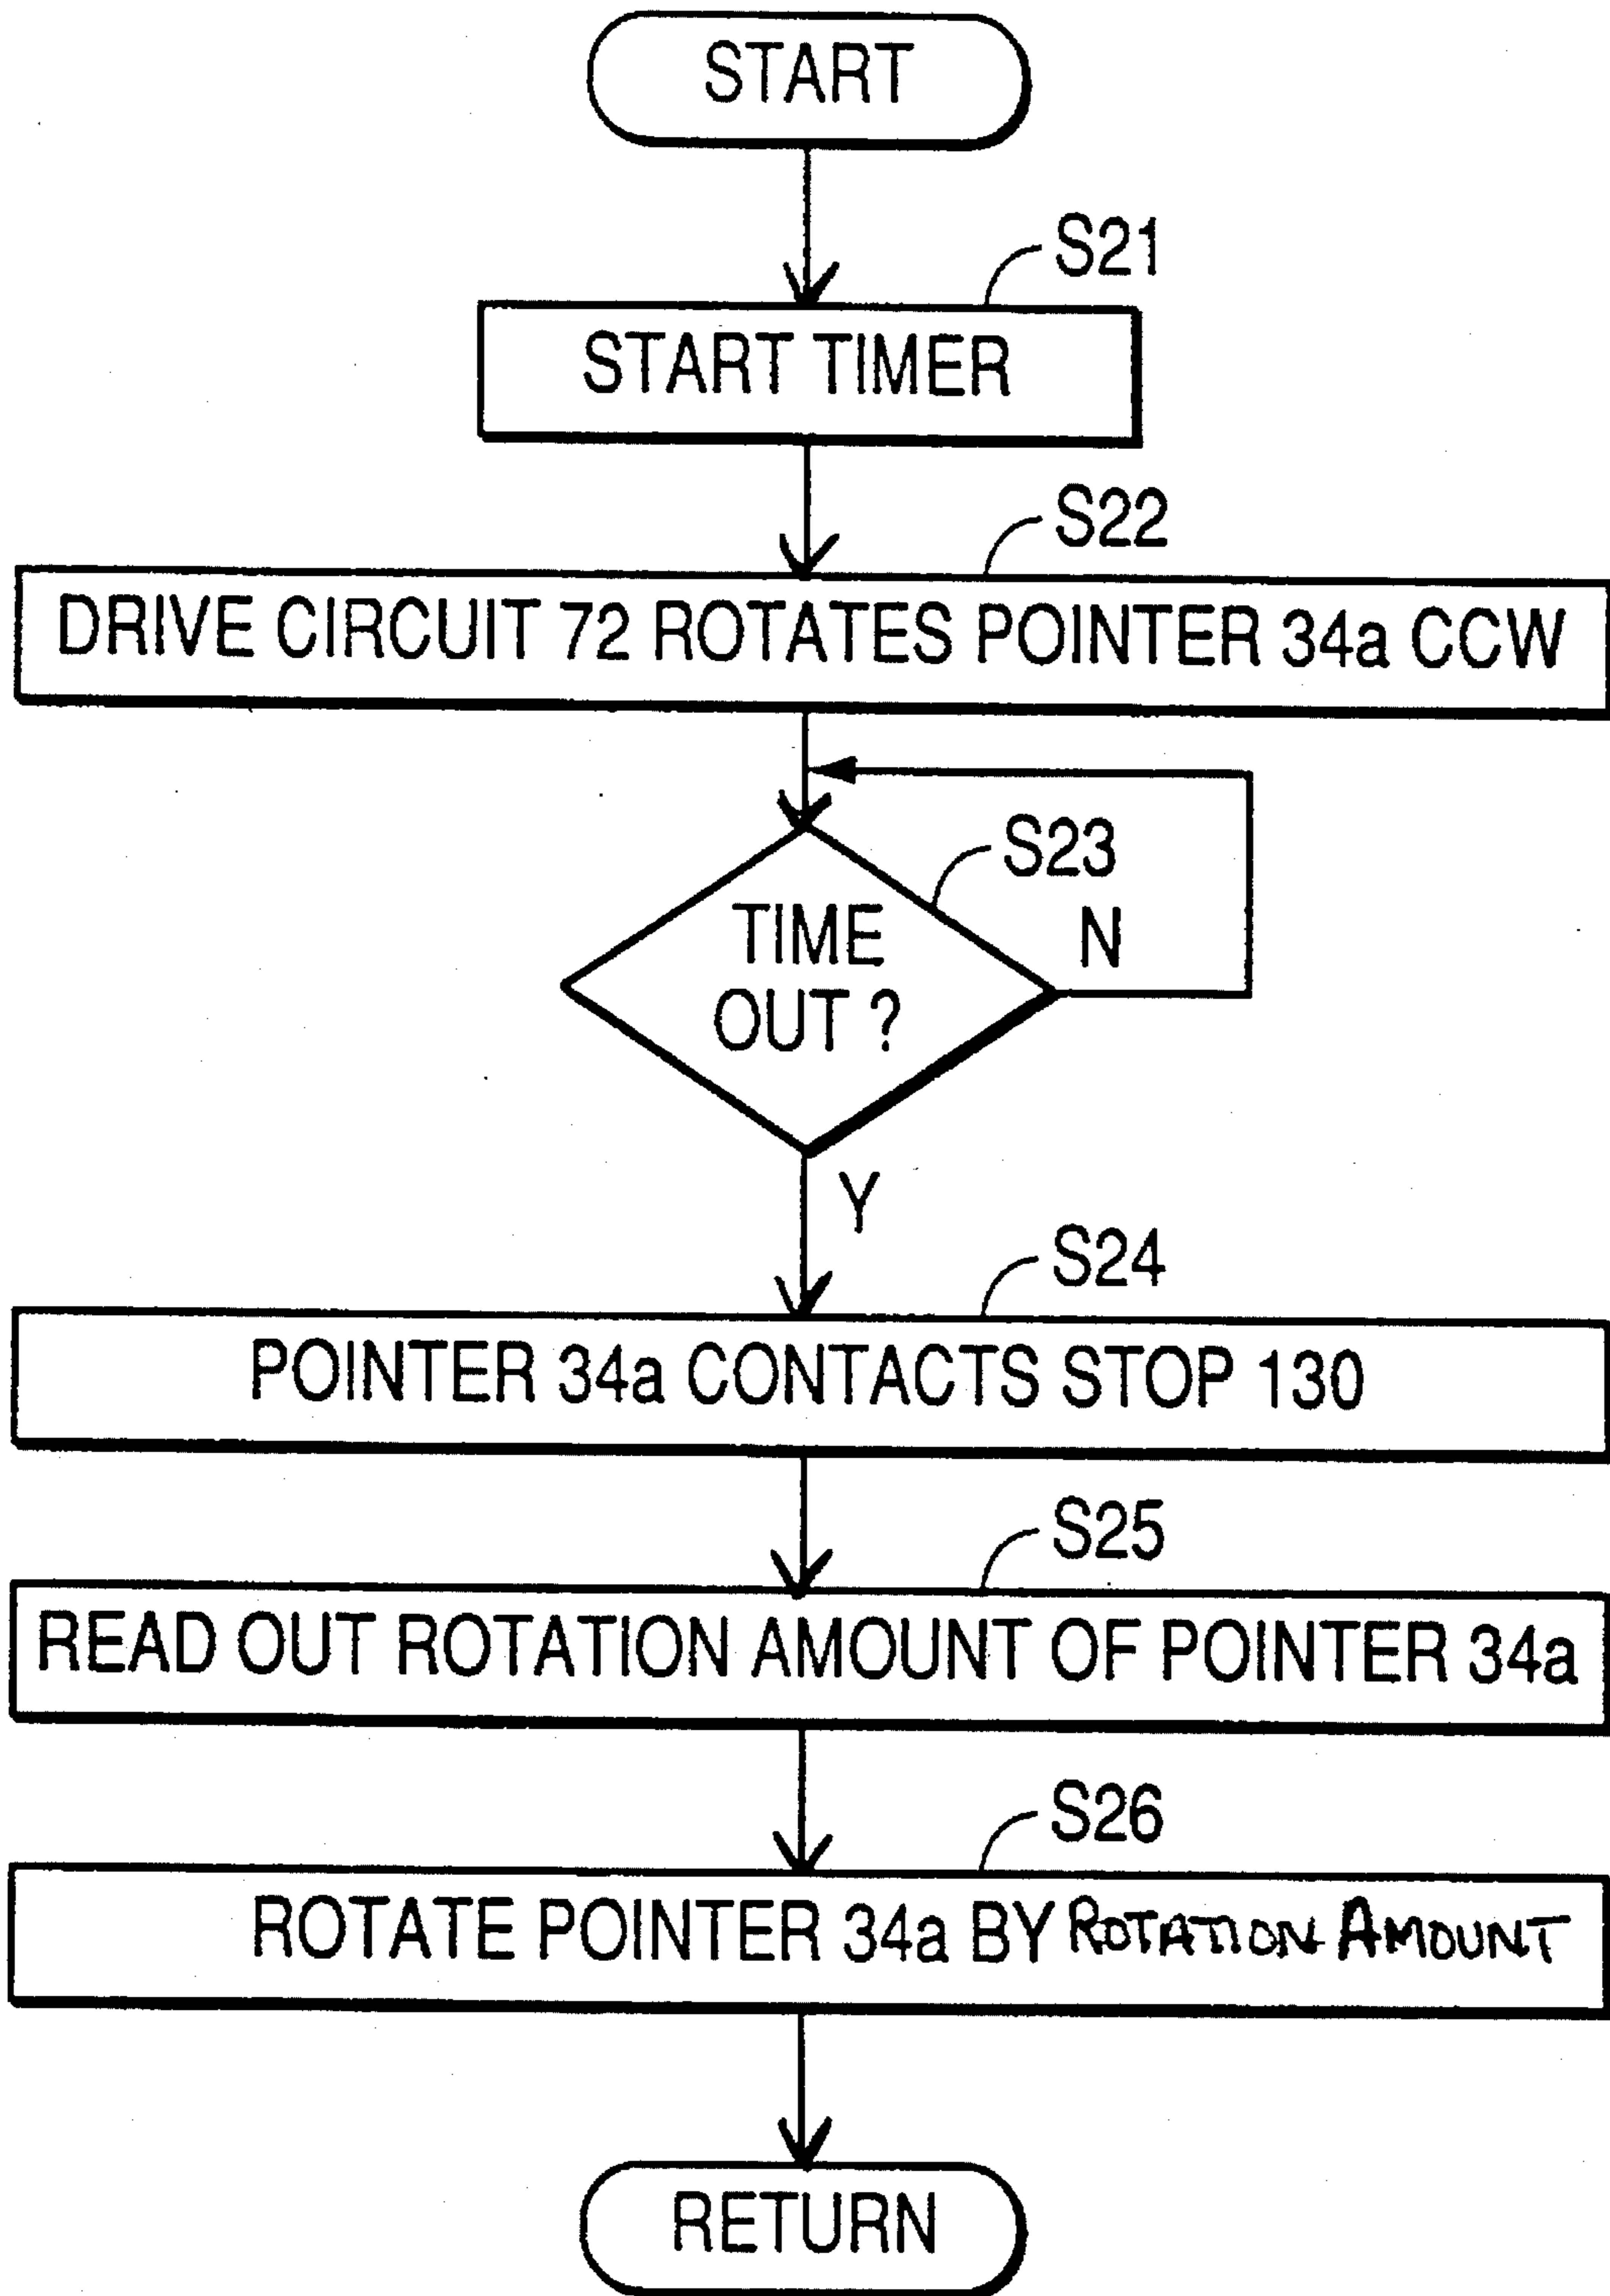 START
S21
START TIMER
S22
DRIVE CIRCUIT 72 ROTATES POINTER 34a CCW
S23
TIME
OUT ?
N
Y
S24
POINTER 34a CONTACTS STOP 130
S25
READ OUT ROTATION AMOUNT OF POINTER 34a
S26
ROTATE POINTER 34a BY ROTATION AMOUNT
RETURN